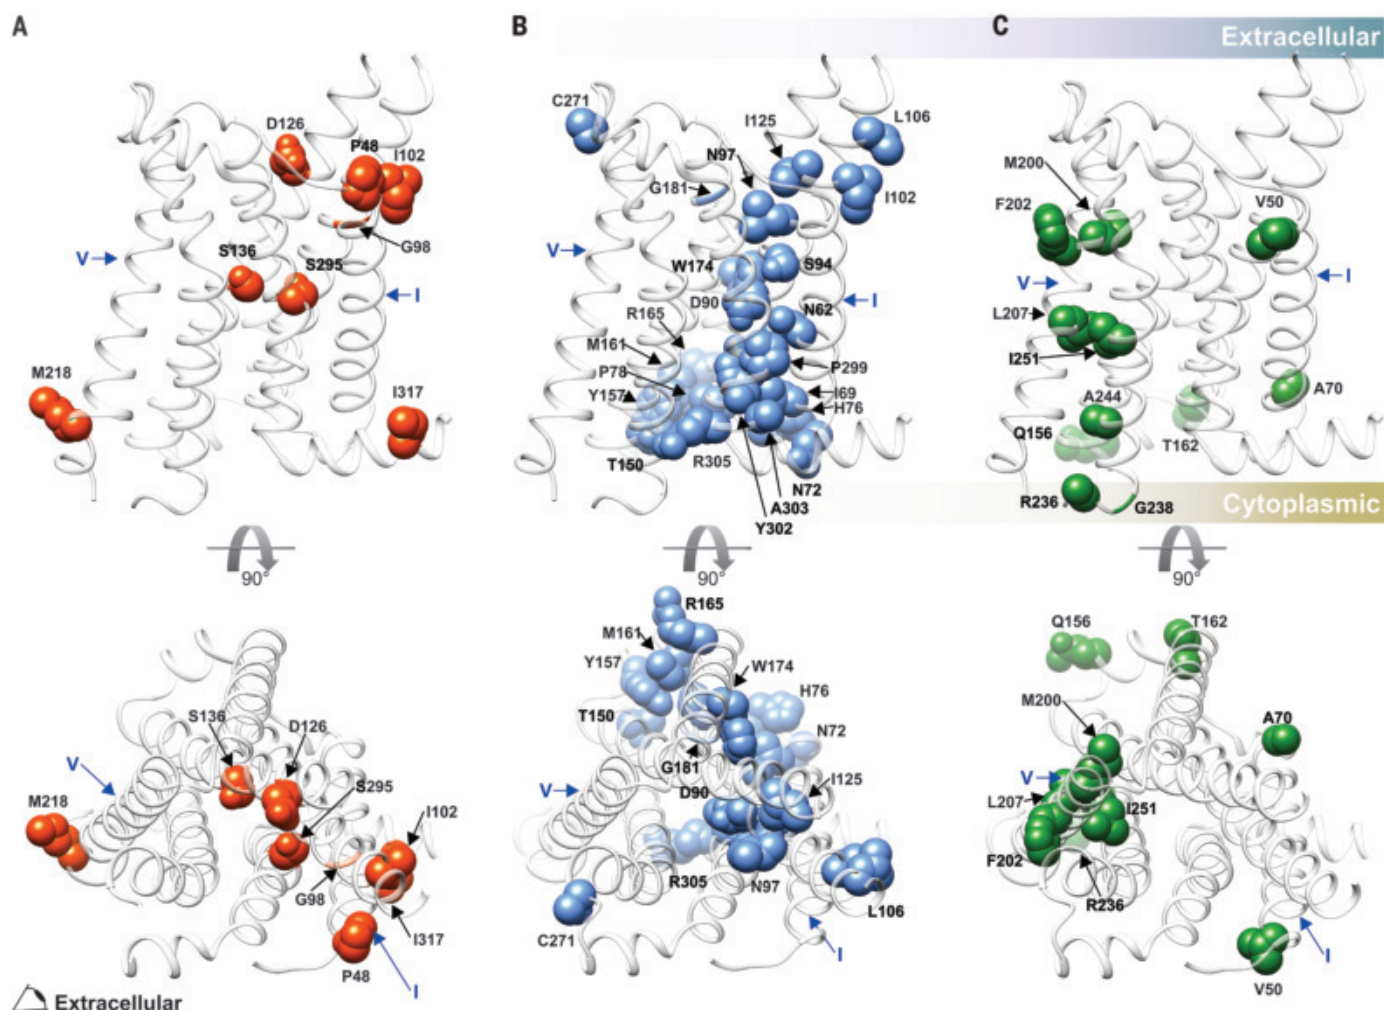 A
B
C
Extracellular
D126
P48
I102
G98
S136
S295
V
I
M218
I317
C271
I125
L106
N97
G181
I102
V
W174
S94
D90
I
R165
N62
M161
P299
P78
I69
Y157
H76
T150
R305
N72
A303
Y302
M200
F202
V50
V
I
L207
I251
A244
A70
Q156
T162
R236
G238
Cytoplasmic
90°
90°
90°
S136
D126
V
S295
M218
I102
G98
I317
P48
I
Extracellular
R165
M161
Y157
W174
H76
T150
N72
G181
I125
V
D90
R305
N97
L106
C271
I
Q156
T162
M200
A70
V
L207
I251
F202
R236
I
V50